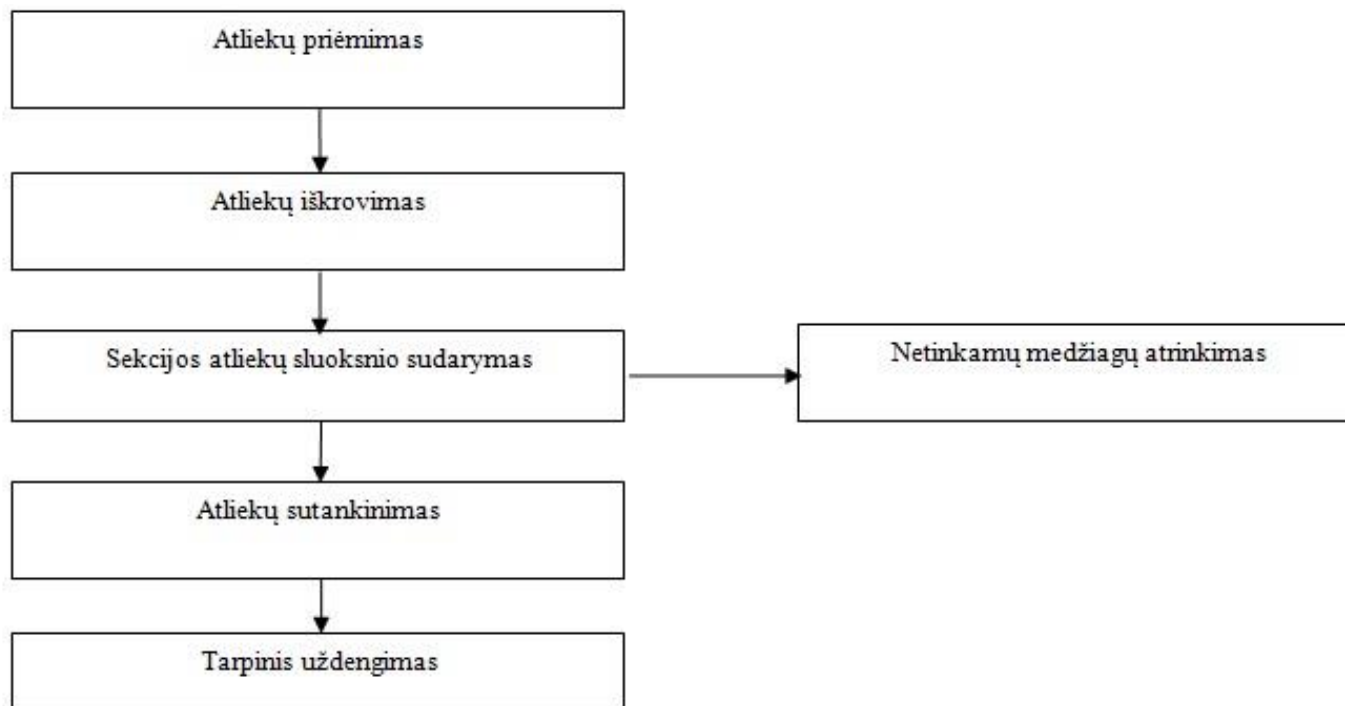 Atliekų priėmimas
Atliekų iškrovimas
Sekcijos atliekų sluoksnio sudarymas
Netinkamų medžiagų atrinkimas
Atliekų sutankinimas
Tarpinis uždengimas